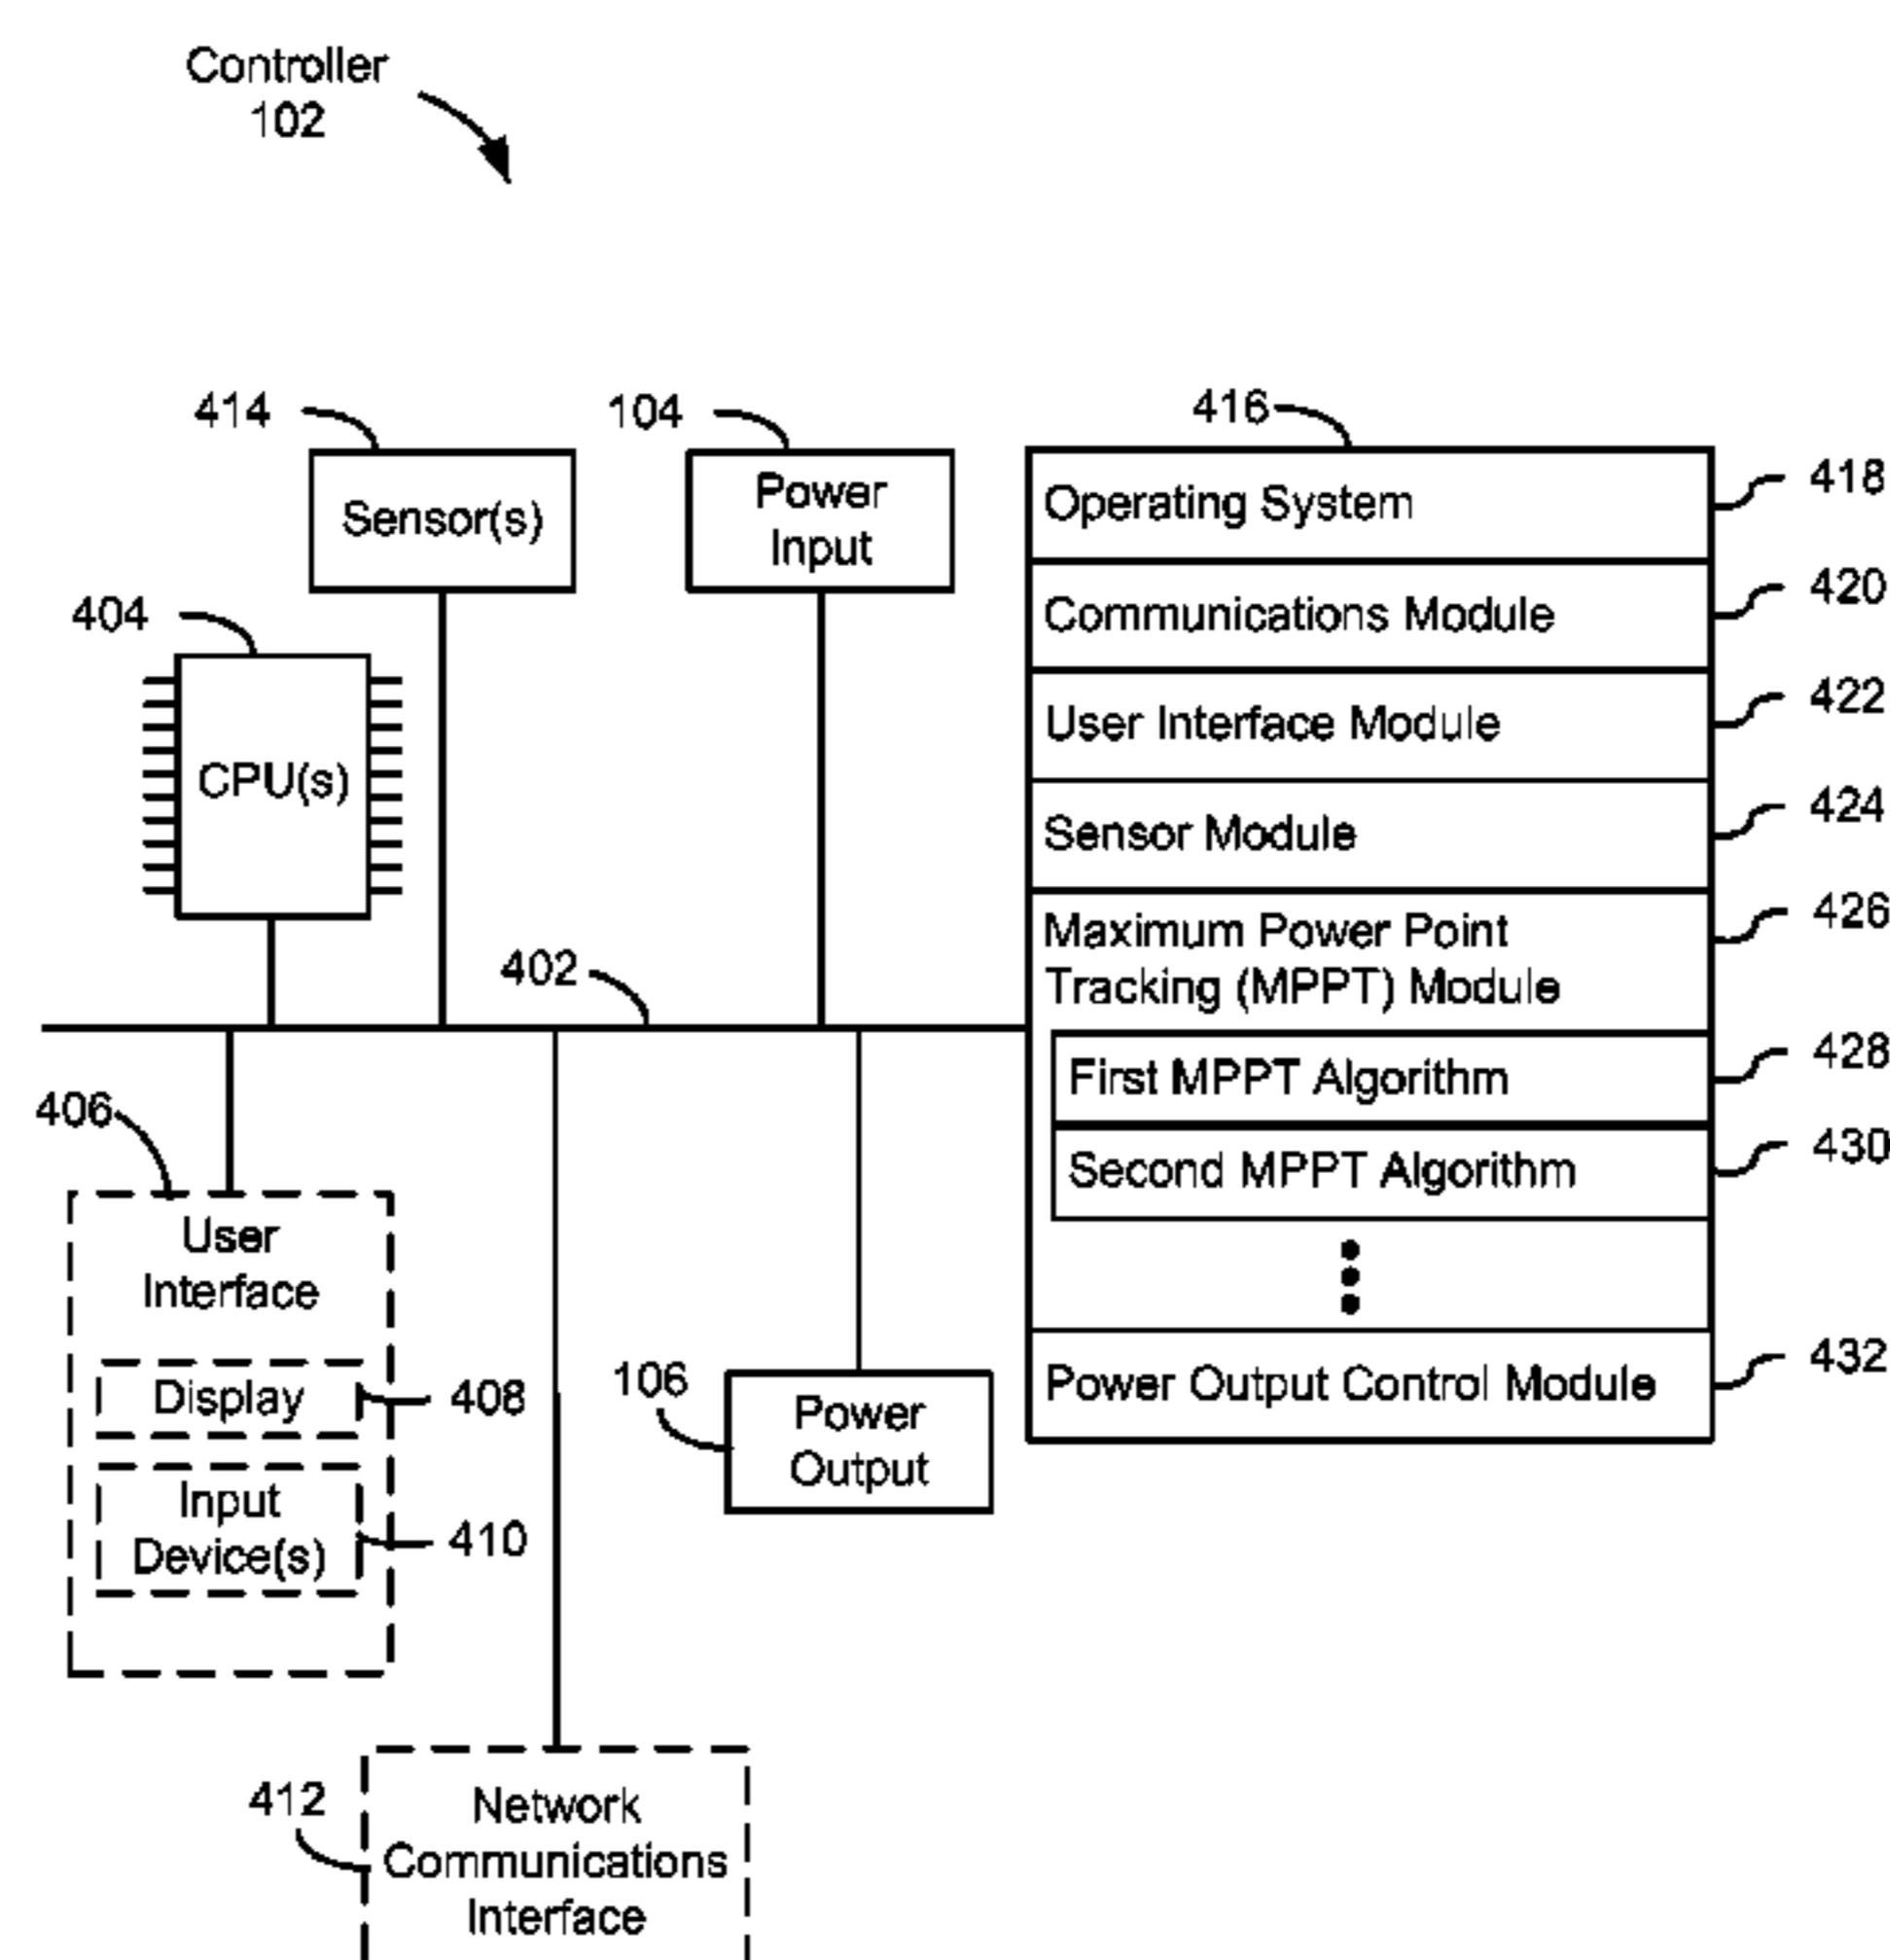 Controller
102
414
104
416
Sensor(s)
Power
Input
Operating System
418
404
Communications Module
420
CPU(s)
User Interface Module
422
Sensor Module
424
402
Maximum Power Point
Tracking (MPPT) Module
426
First MPPT Algorithm
428
406
Second MPPT Algorithm
430
User
Interface
Display
408
106
Power
Output
Power Output Control Module
432
Input
Device(s)
410
412
Network
Communications
Interface